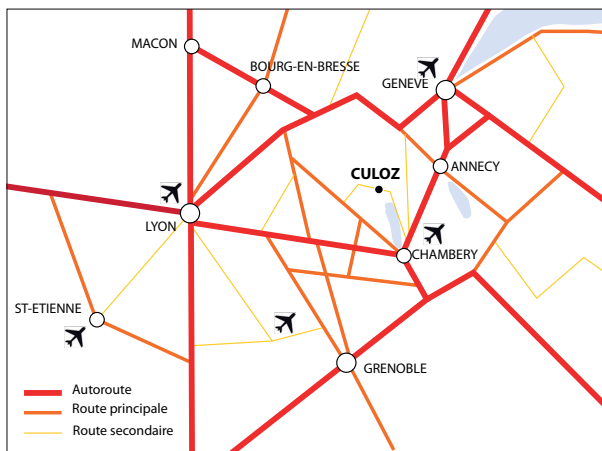 MACON
BOURG-EN-BRESSE
GENEVE
CULOZ
ANNECY
LYON
CHAMBERY
ST-ETIENNE
GRENOBLE
Autoroute
Route principale
Route secondaire